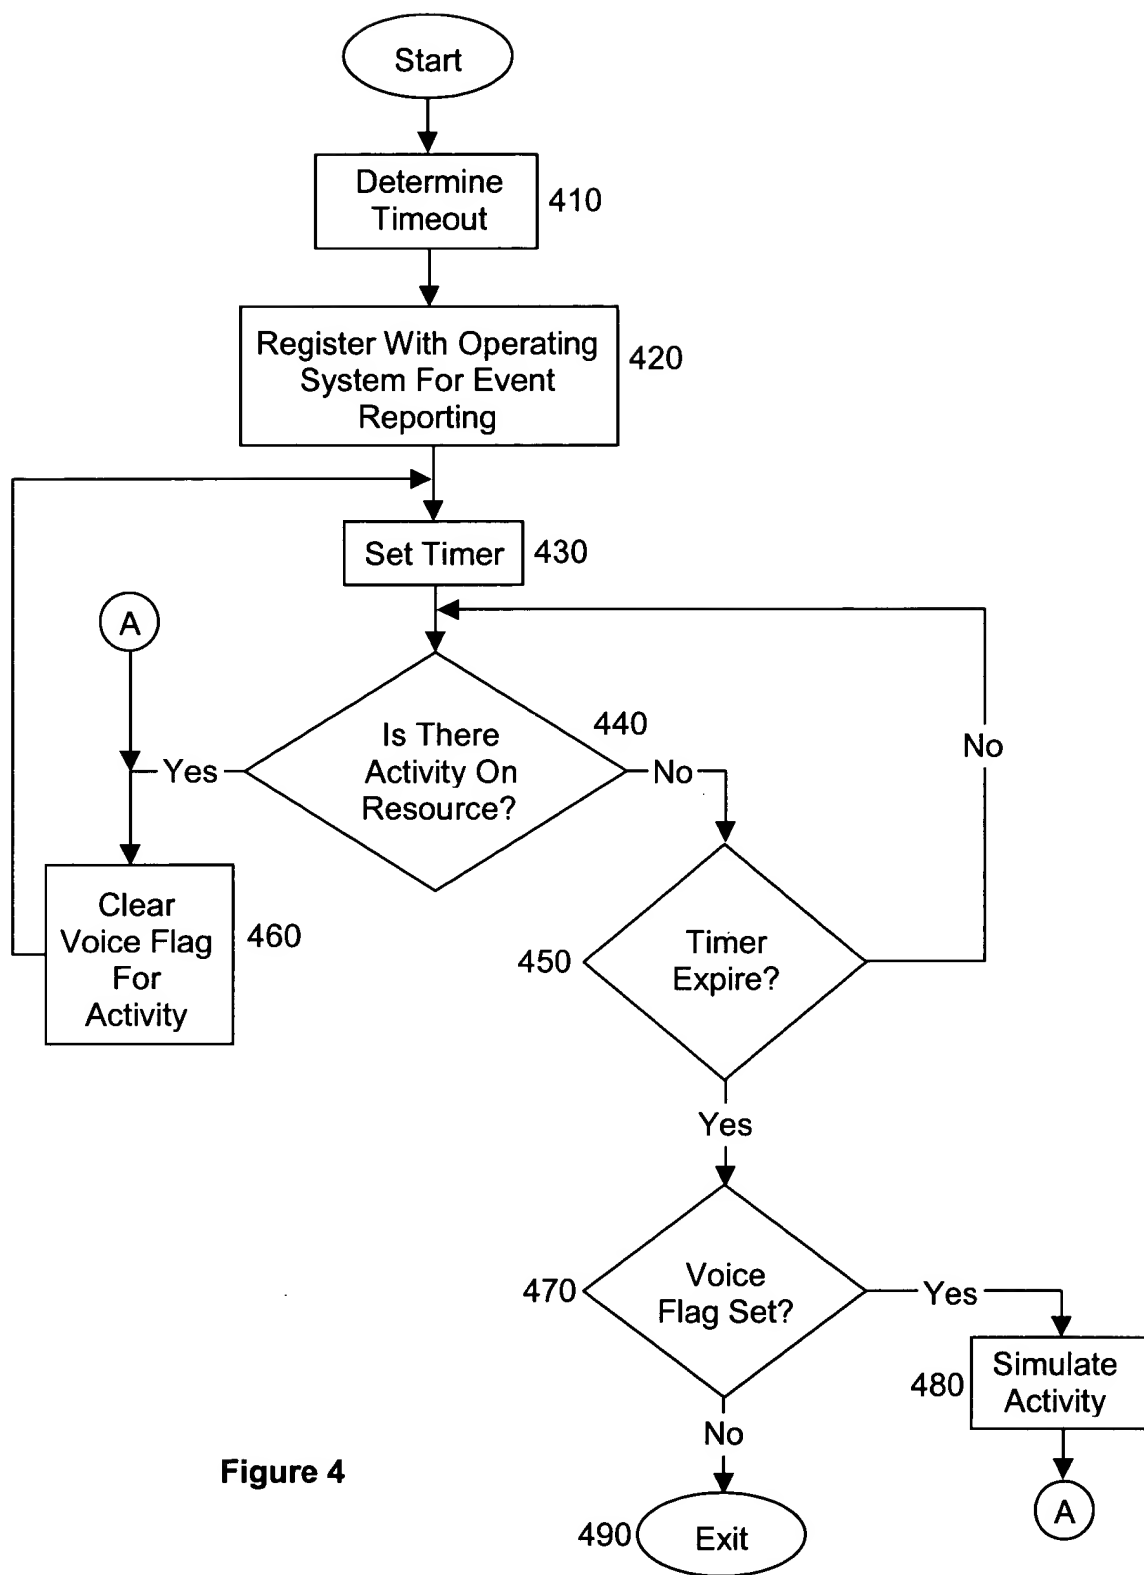 Start
Determine
Timeout
410
Register With Operating
System For Event
Reporting
420
Set Timer
430
A
Is There
Activity On
Resource?
440
Yes
No
No
Clear
Voice Flag
For
Activity
460
450
Timer
Expire?
Yes
470
Voice
Flag Set?
Yes
480
Simulate
Activity
No
A
490
Exit
Figure 4